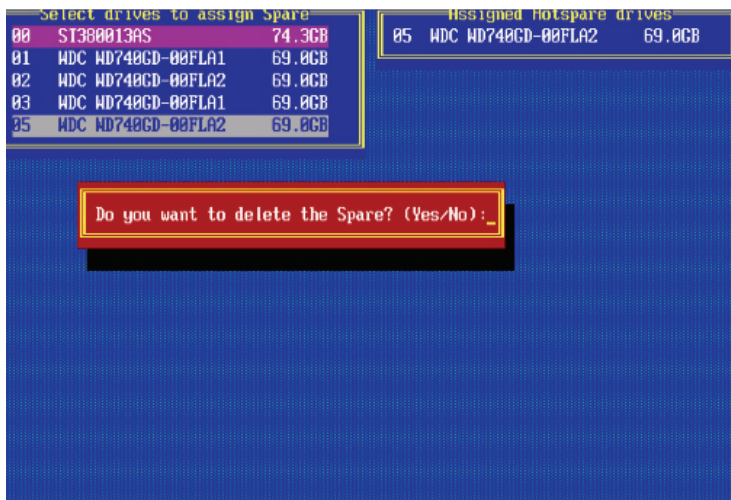 Select drives to assign Spare
00 ST380013AS 74.3GB
01 WDC WD740GD-00FLA1 69.0GB
02 WDC WD740GD-00FLA2 69.0GB
03 WDC WD740GD-00FLA1 69.0GB
05 WDC WD740GD-00FLA2 69.0GB
Assigned Hotspare drives
05 WDC WD740GD-00FLA2 69.0GB
Do you want to delete the Spare? (Yes/No):_